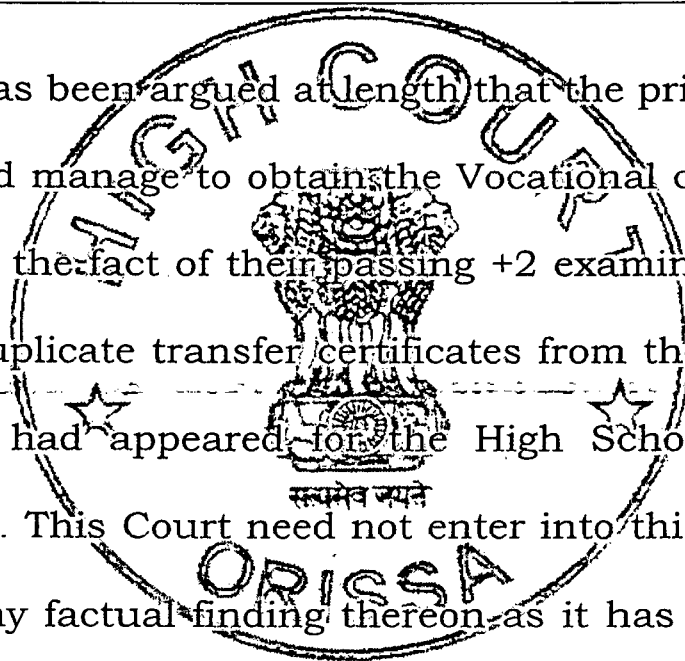 as been argued at length that the pri
d manage to obtain the Vocational c
the fact of their passing +2 examin
uplicate transfer certificates from th
had appeared for the High Scho
. This Court need not enter into thi
ny factual finding thereon as it has
HIGH COURT
सत्यमेव जयते
ORISSA